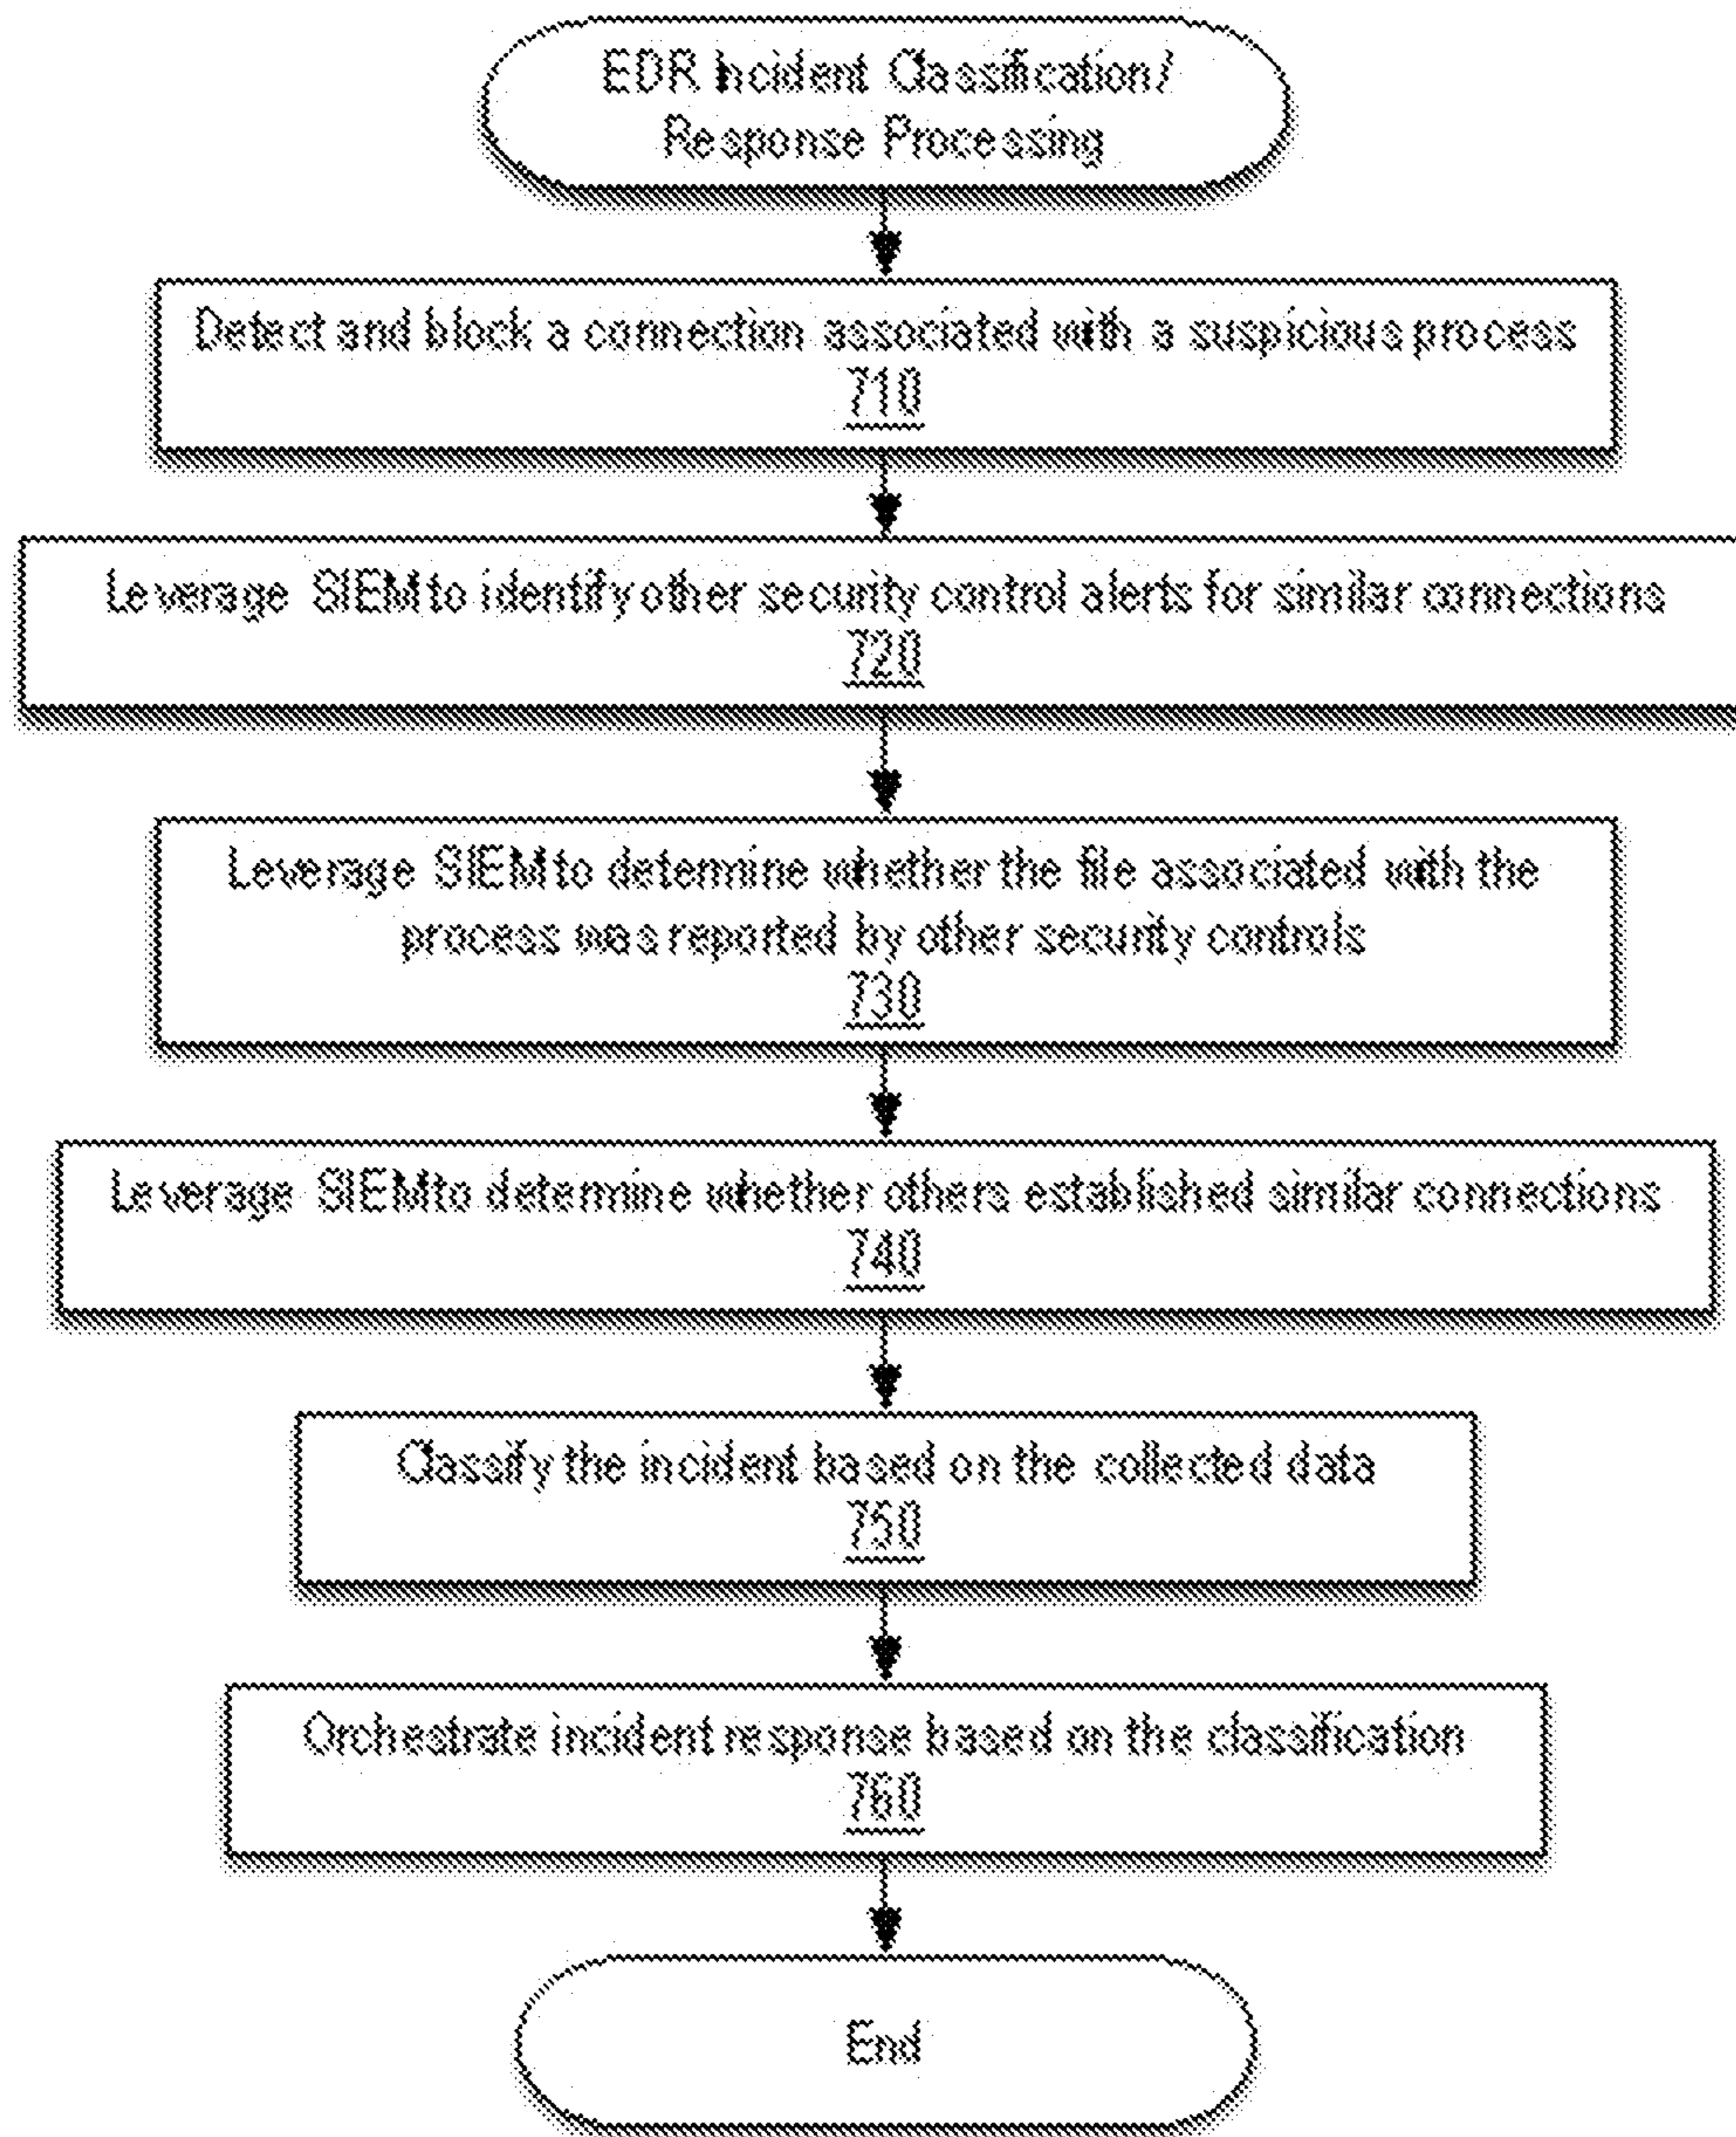 EDR Incident Classification/
Response Processing
Detect and block a connection associated with a suspicious process
710
Leverage SIEM to identify other security control alerts for similar connections
720
Leverage SIEM to determine whether the file associated with the
process was reported by other security controls
730
Leverage SIEM to determine whether others established similar connections
740
Classify the incident based on the collected data
750
Orchestrate incident response based on the classification
760
End